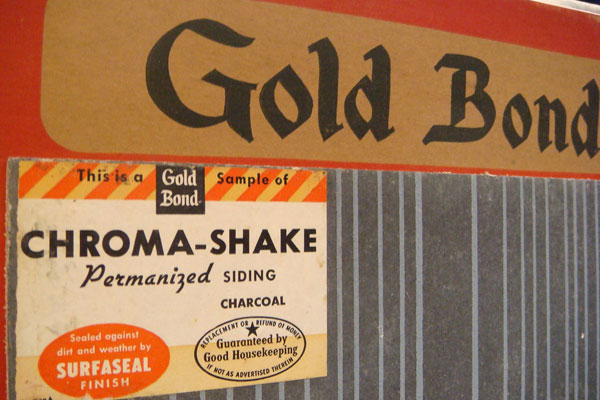 Gold Bond
This is a Gold Bond Sample of
CHROMA-SHAKE
Permanized SIDING
CHARCOAL
Sealed against
dirt and weather by
SURFASEAL
FINISH
REPLACEMENT OR REFUND OF MONEY
★
Guaranteed by
Good Housekeeping
IF NOT AS ADVERTISED THEREIN